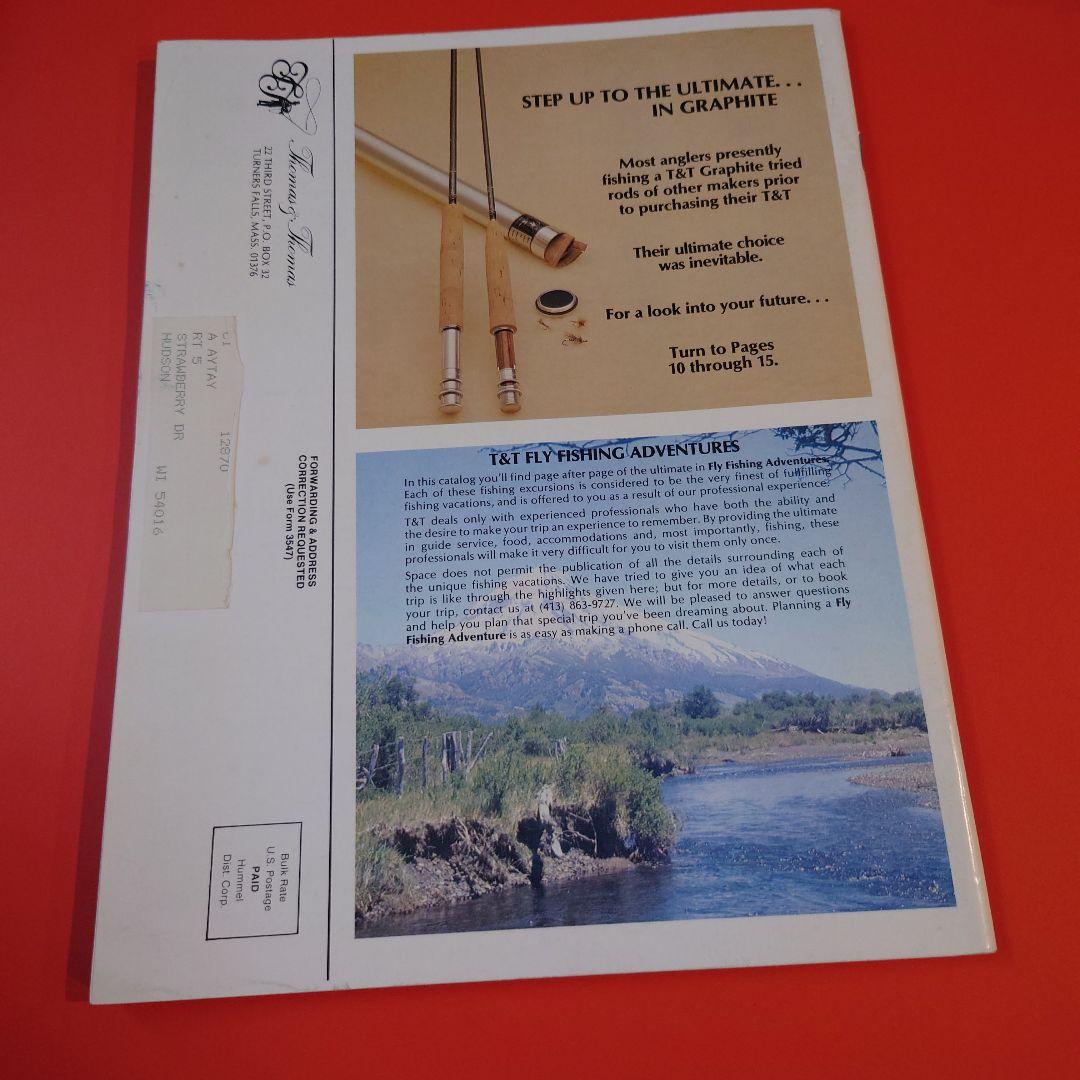 Thomas & Thomas
22 THIRD STREET, P.O. BOX 32
TURNERS FALLS, MASS. 01376
12870
A AYTAY
RT 5
STRAWBERRY DR
HUDSON WI 54016
FORWARDING & ADDRESS
CORRECTION REQUESTED
(Use Form 3547)
Bulk Rate
U.S. Postage
PAID
Hummel
Dist. Corp.
STEP UP TO THE ULTIMATE. . .
IN GRAPHITE
Most anglers presently
fishing a T&T Graphite tried
rods of other makers prior
to purchasing their T&T
Their ultimate choice
was inevitable.
For a look into your future. . .
Turn to Pages
10 through 15.
T&T FLY FISHING ADVENTURES
In this catalog you'll find page after page of the ultimate in Fly Fishing Adventures.
Each of these fishing excursions is considered to be the very finest of fulfilling
fishing vacations, and is offered to you as a result of our professional experience.
T&T deals only with experienced professionals who have both the ability and
the desire to make your trip an experience to remember. By providing the ultimate
in guide service, food, accommodations and, most importantly, fishing, these
professionals will make it very difficult for you to visit them only once.
Space does not permit the publication of all the details surrounding each of
the unique fishing vacations. We have tried to give you an idea of what each
trip is like through the highlights given here; but for more details, or to book
your trip, contact us at (413) 863-9727. We will be pleased to answer questions
and help you plan that special trip you've been dreaming about. Planning a Fly
Fishing Adventure is as easy as making a phone call. Call us today!